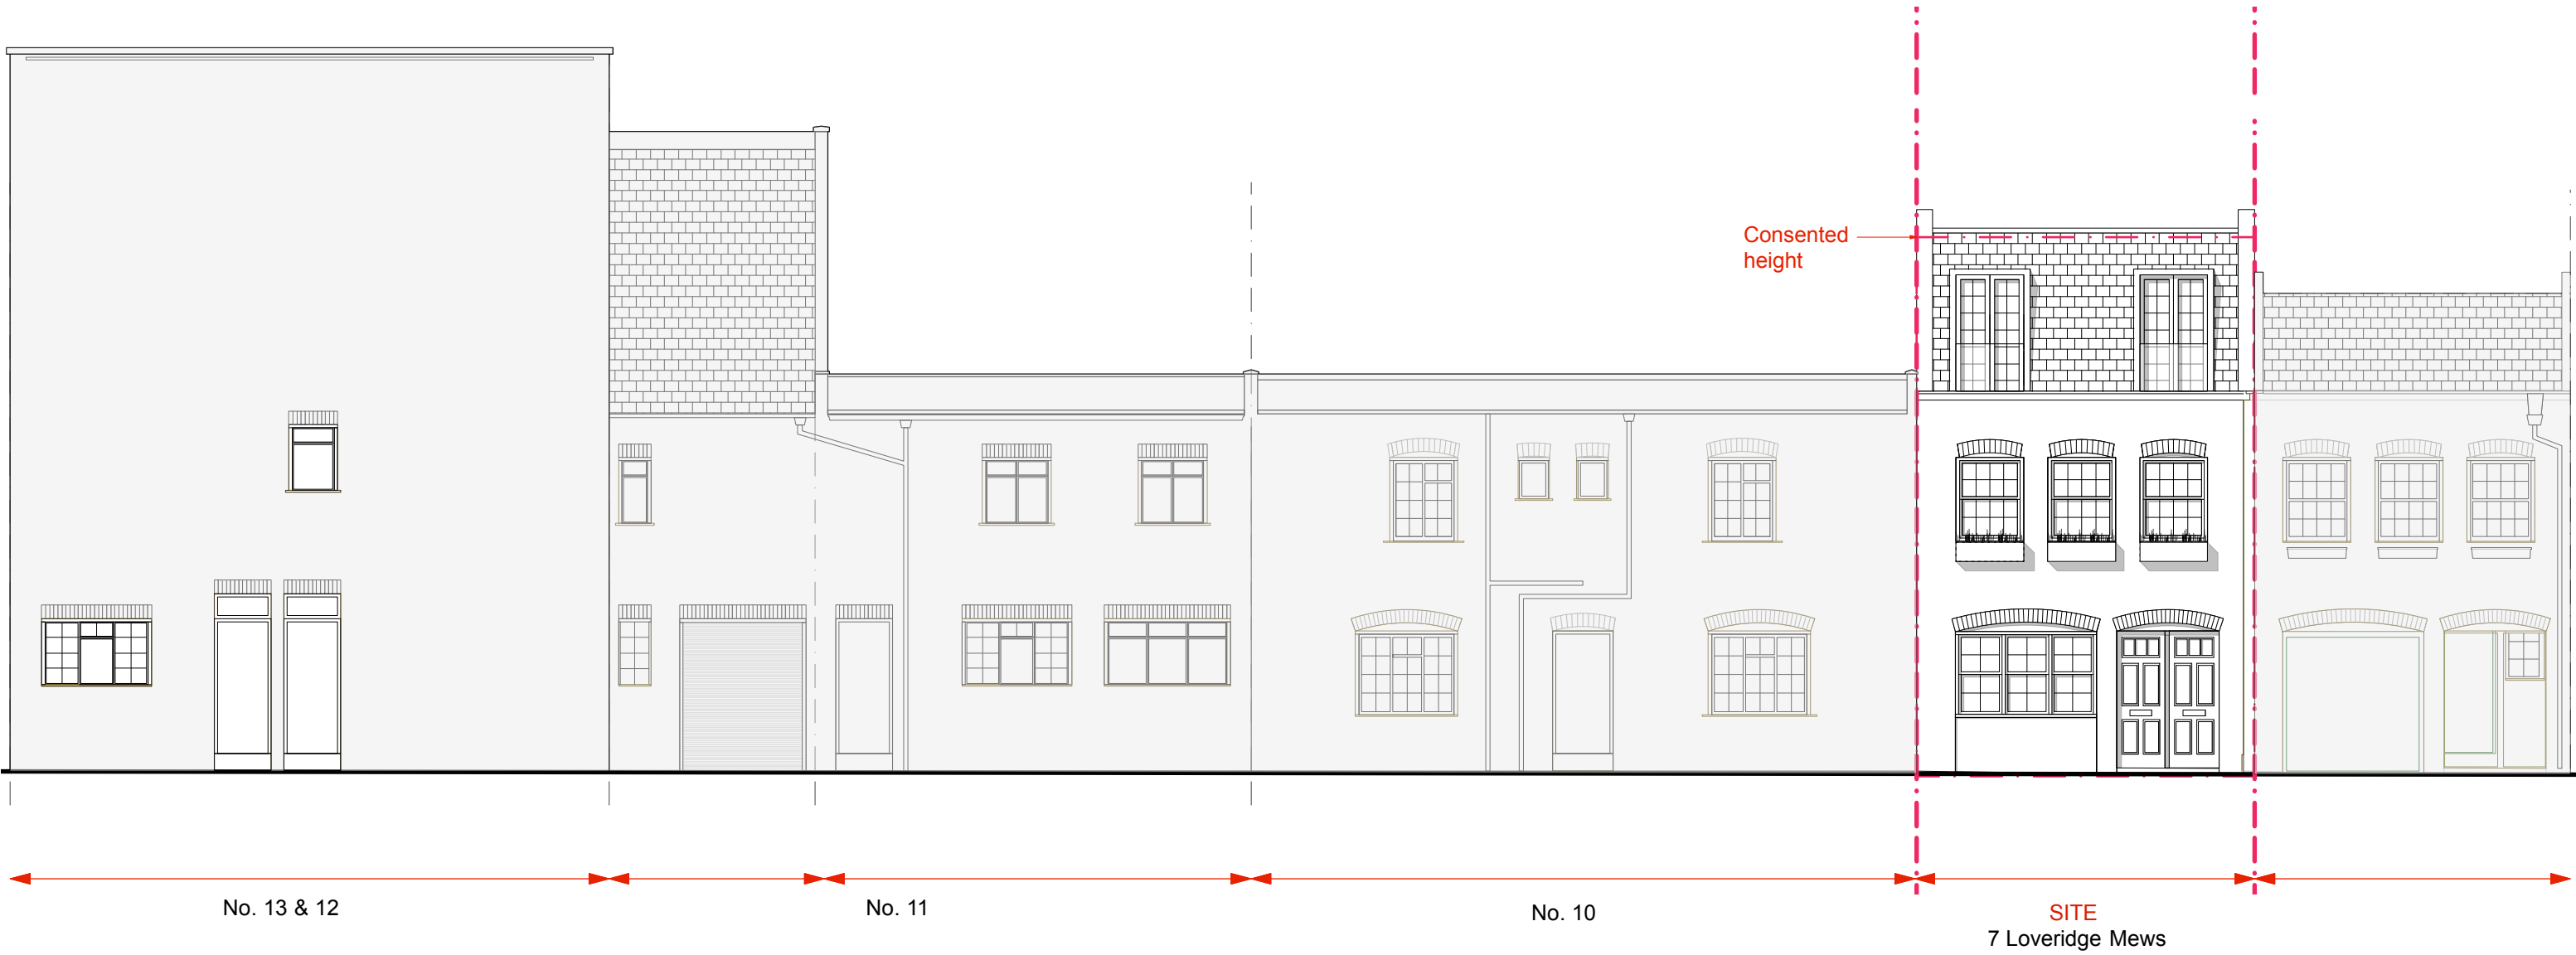 Consented
height
No. 13 & 12
No. 11
No. 10
SITE
7 Loveridge Mews